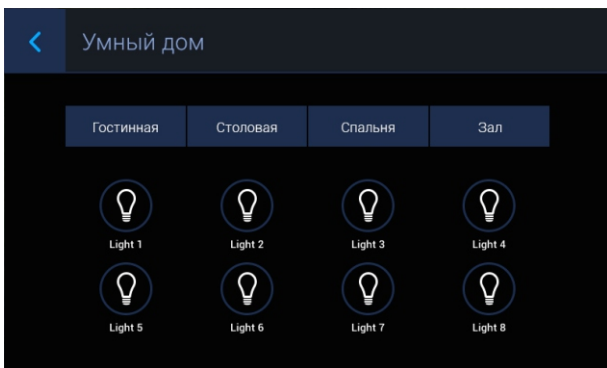 Умный дом
Гостинная Столовая Спальня Зал
Light 1 Light 2 Light 3 Light 4
Light 5 Light 6 Light 7 Light 8